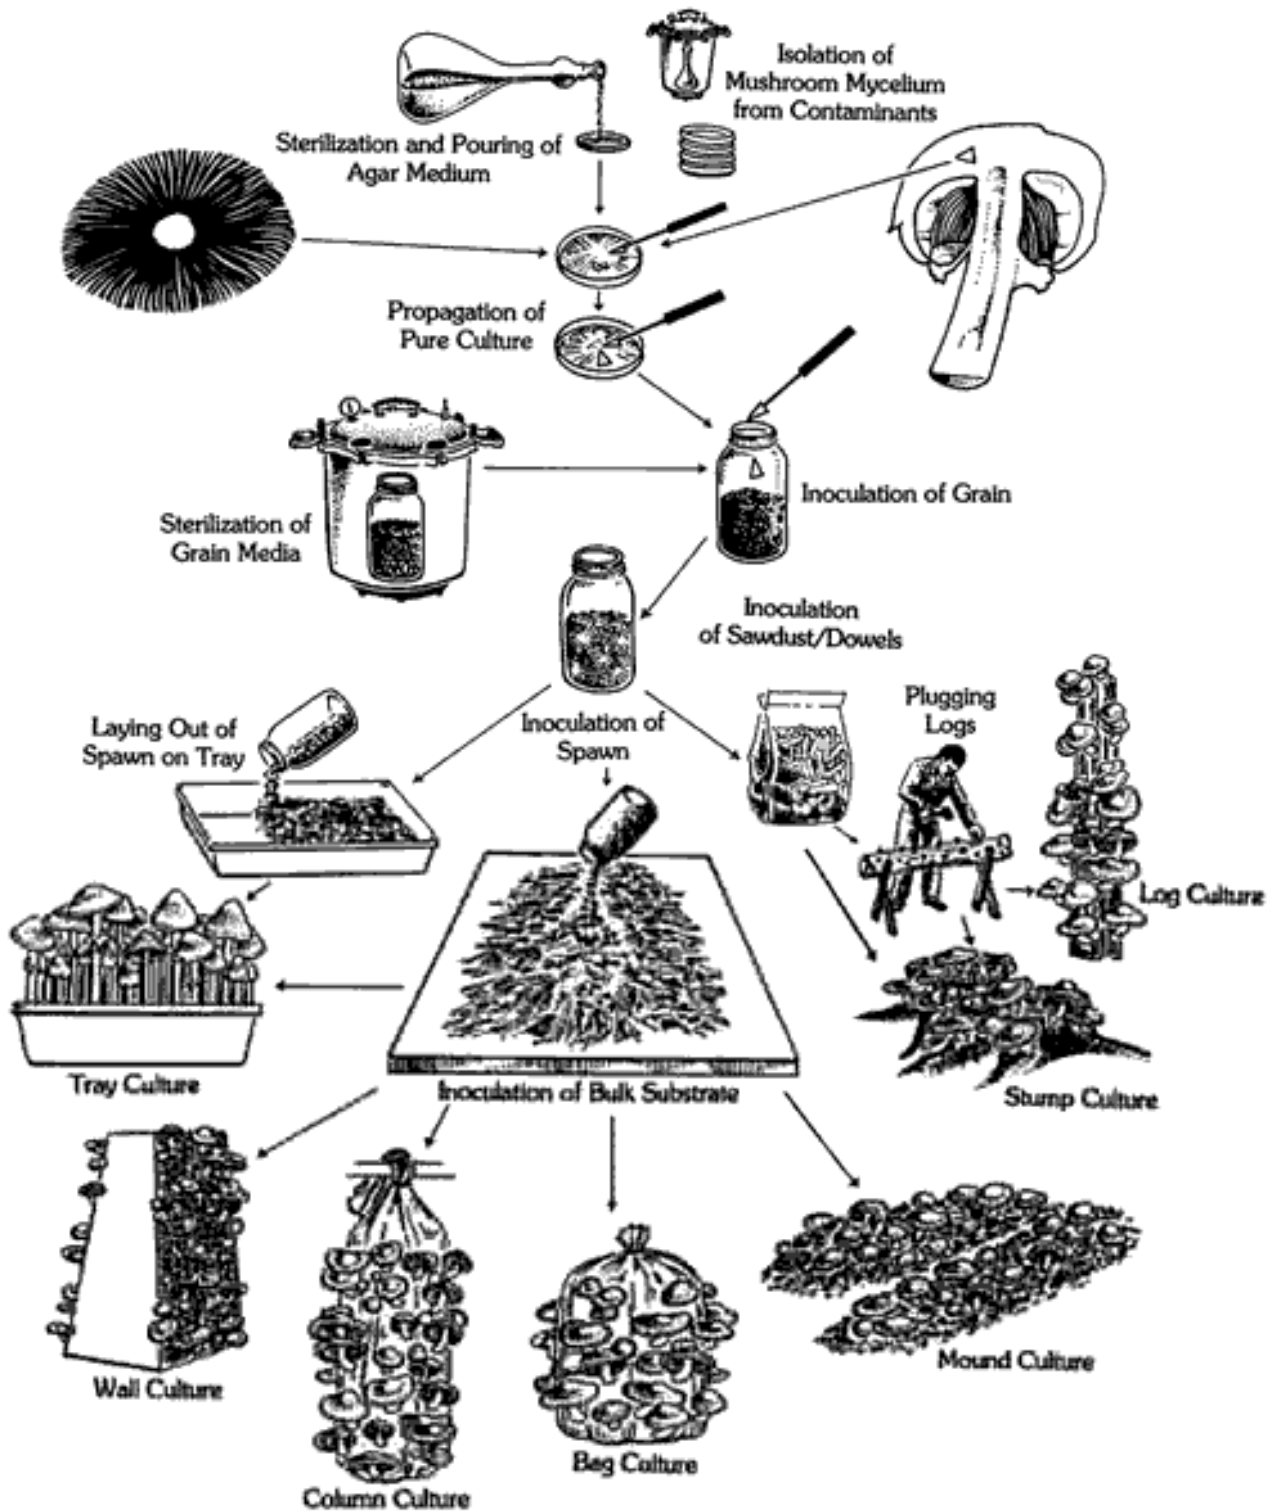 Isolation of
Mushroom Mycelium
from Contaminants
Sterilization and Pouring of
Agar Medium
Propagation of
Pure Culture
Inoculation of Grain
Sterilization of
Grain Media
Inoculation
of Sawdust/Dowels
Plugging
Logs
Laying Out of
Spawn on Tray
Inoculation of
Spawn
Log Culture
Tray Culture
Inoculation of Bulk Substrate
Stump Culture
Mound Culture
Wall Culture
Bag Culture
Column Culture